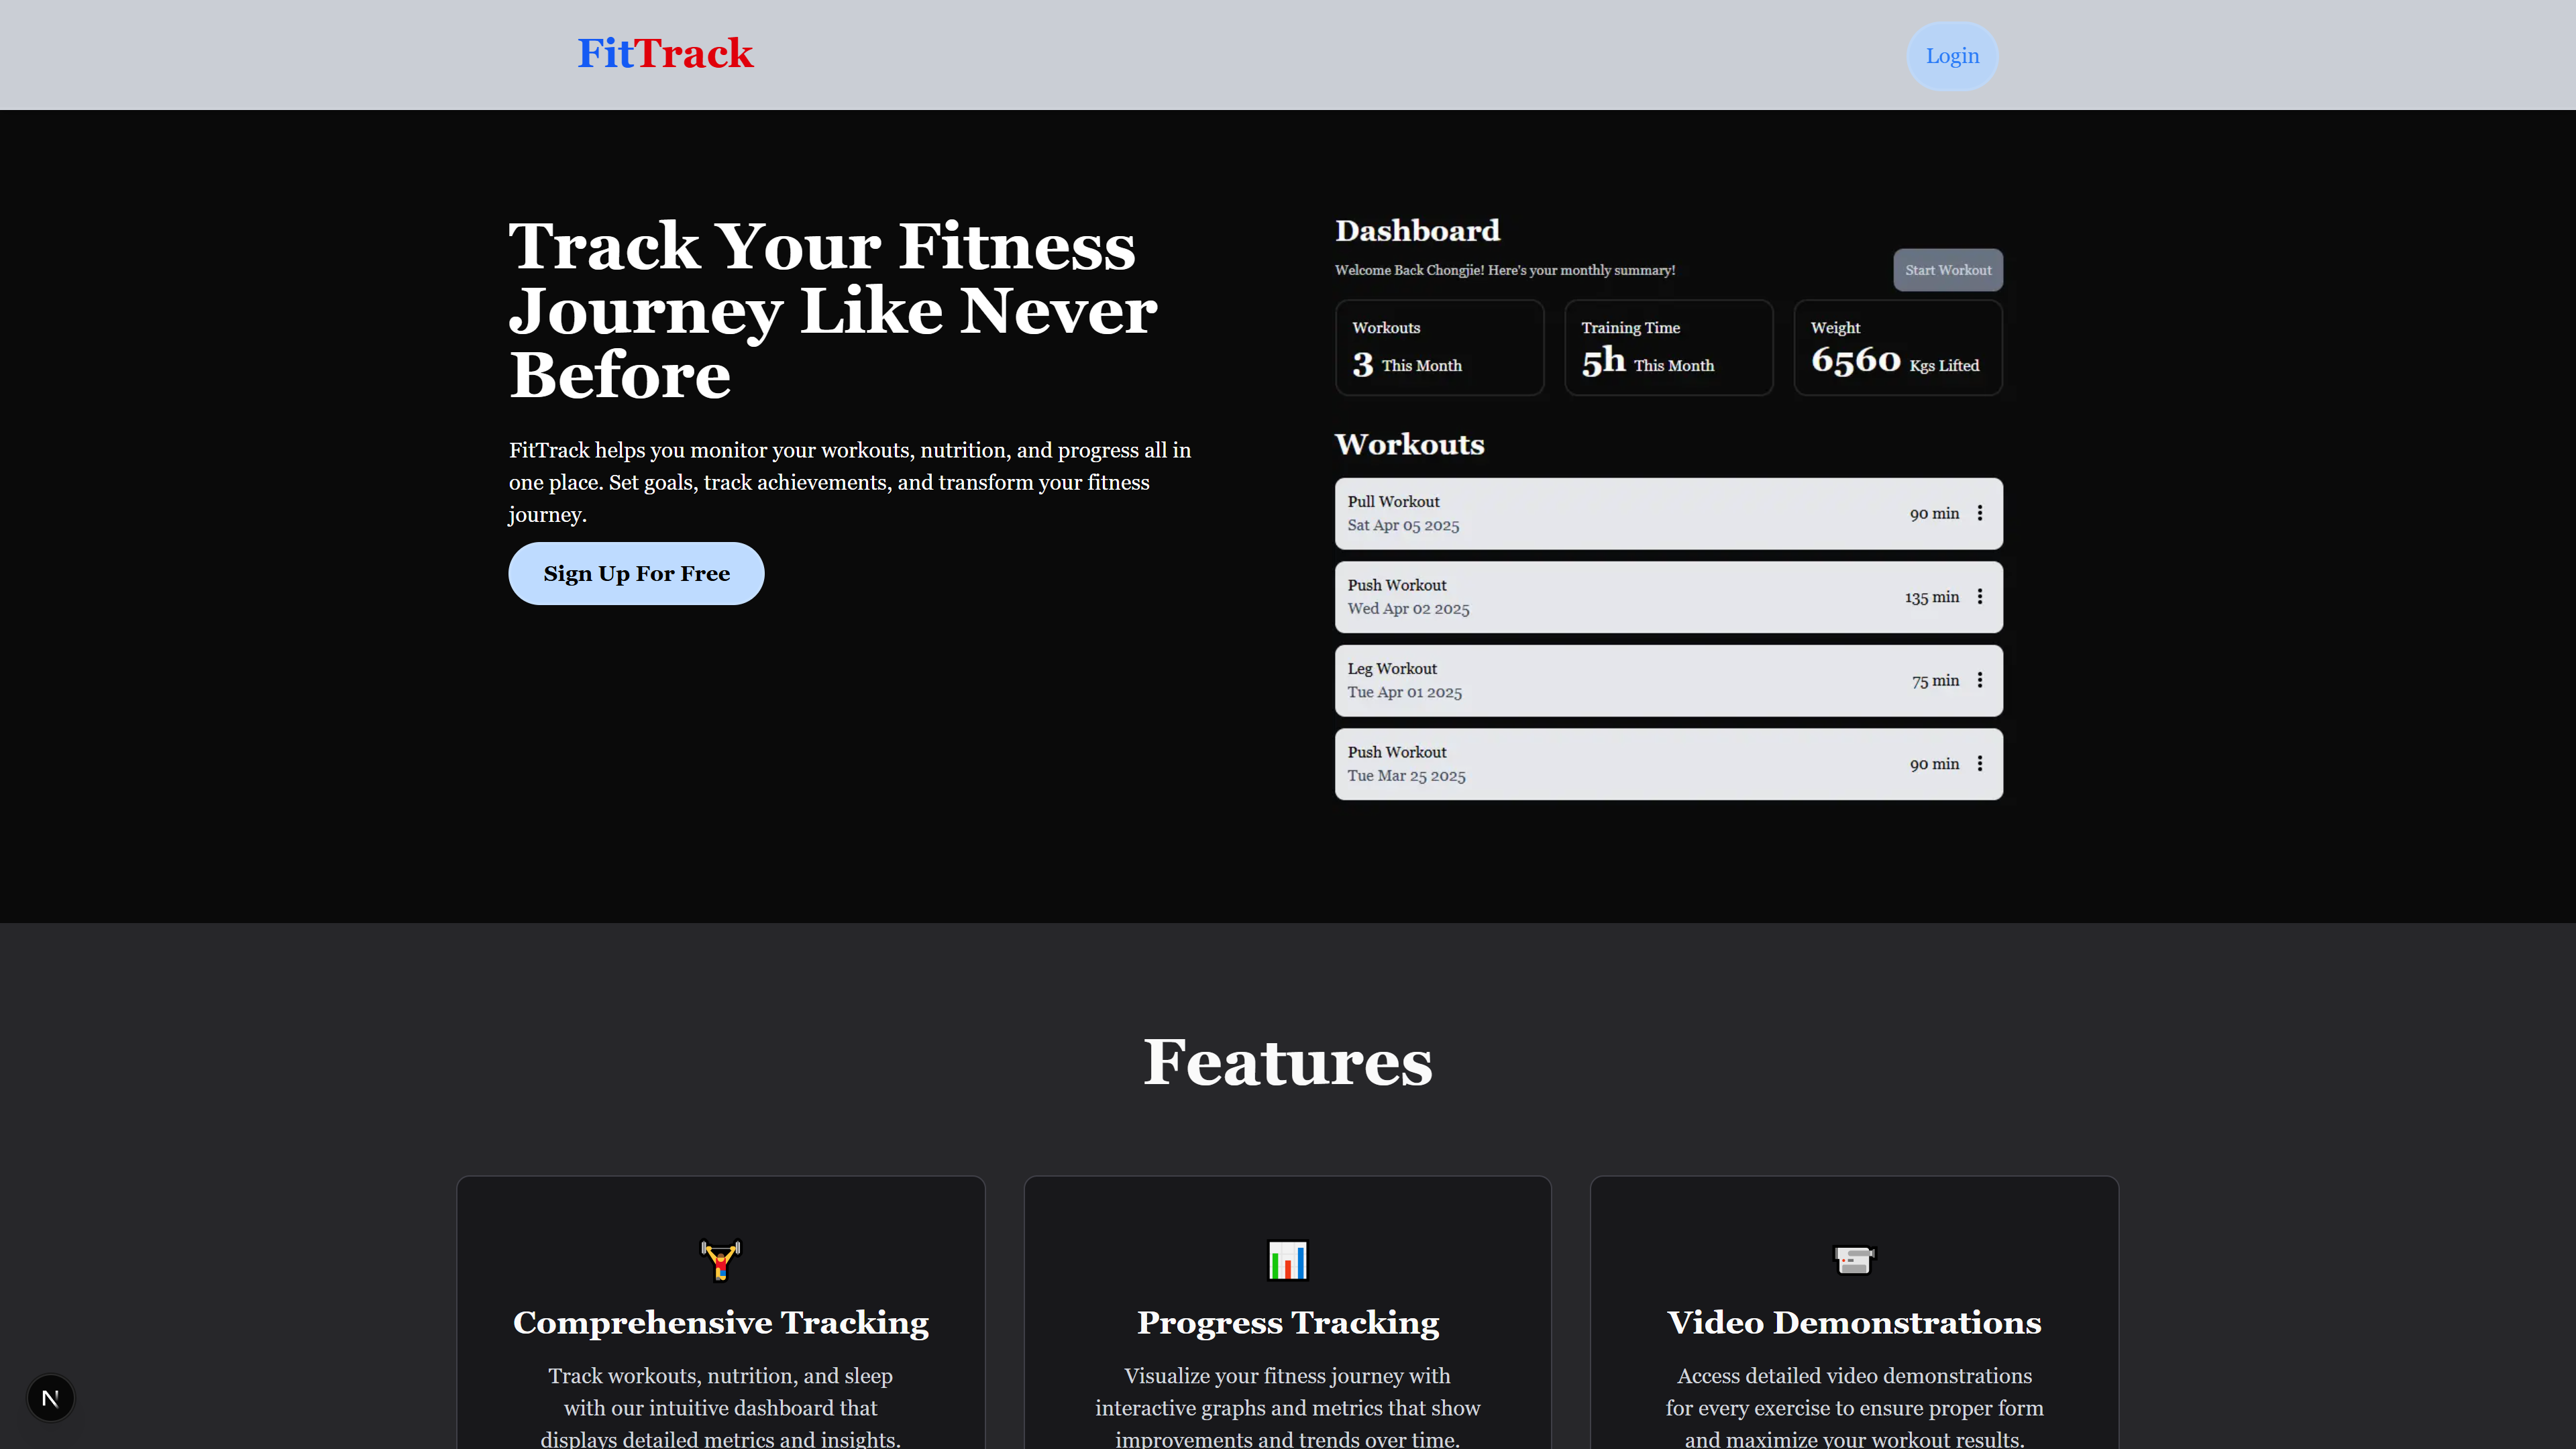 FitTrack
Login
Track Your Fitness
Journey Like Never
Before
FitTrack helps you monitor your workouts, nutrition, and progress all in
one place. Set goals, track achievements, and transform your fitness
journey.
Sign Up For Free
Dashboard
Welcome Back Chongjie! Here's your monthly summary!
Start Workout
Workouts
3 This Month
Training Time
5h This Month
Weight
6560 Kgs Lifted
Workouts
Pull Workout
Sat Apr 05 2025
90 min
Push Workout
Wed Apr 02 2025
135 min
Leg Workout
Tue Apr 01 2025
75 min
Push Workout
Tue Mar 25 2025
90 min
Features
Comprehensive Tracking
Track workouts, nutrition, and sleep
with our intuitive dashboard that
displays detailed metrics and insights.
Progress Tracking
Visualize your fitness journey with
interactive graphs and metrics that show
improvements and trends over time.
Video Demonstrations
Access detailed video demonstrations
for every exercise to ensure proper form
and maximize your workout results.
N